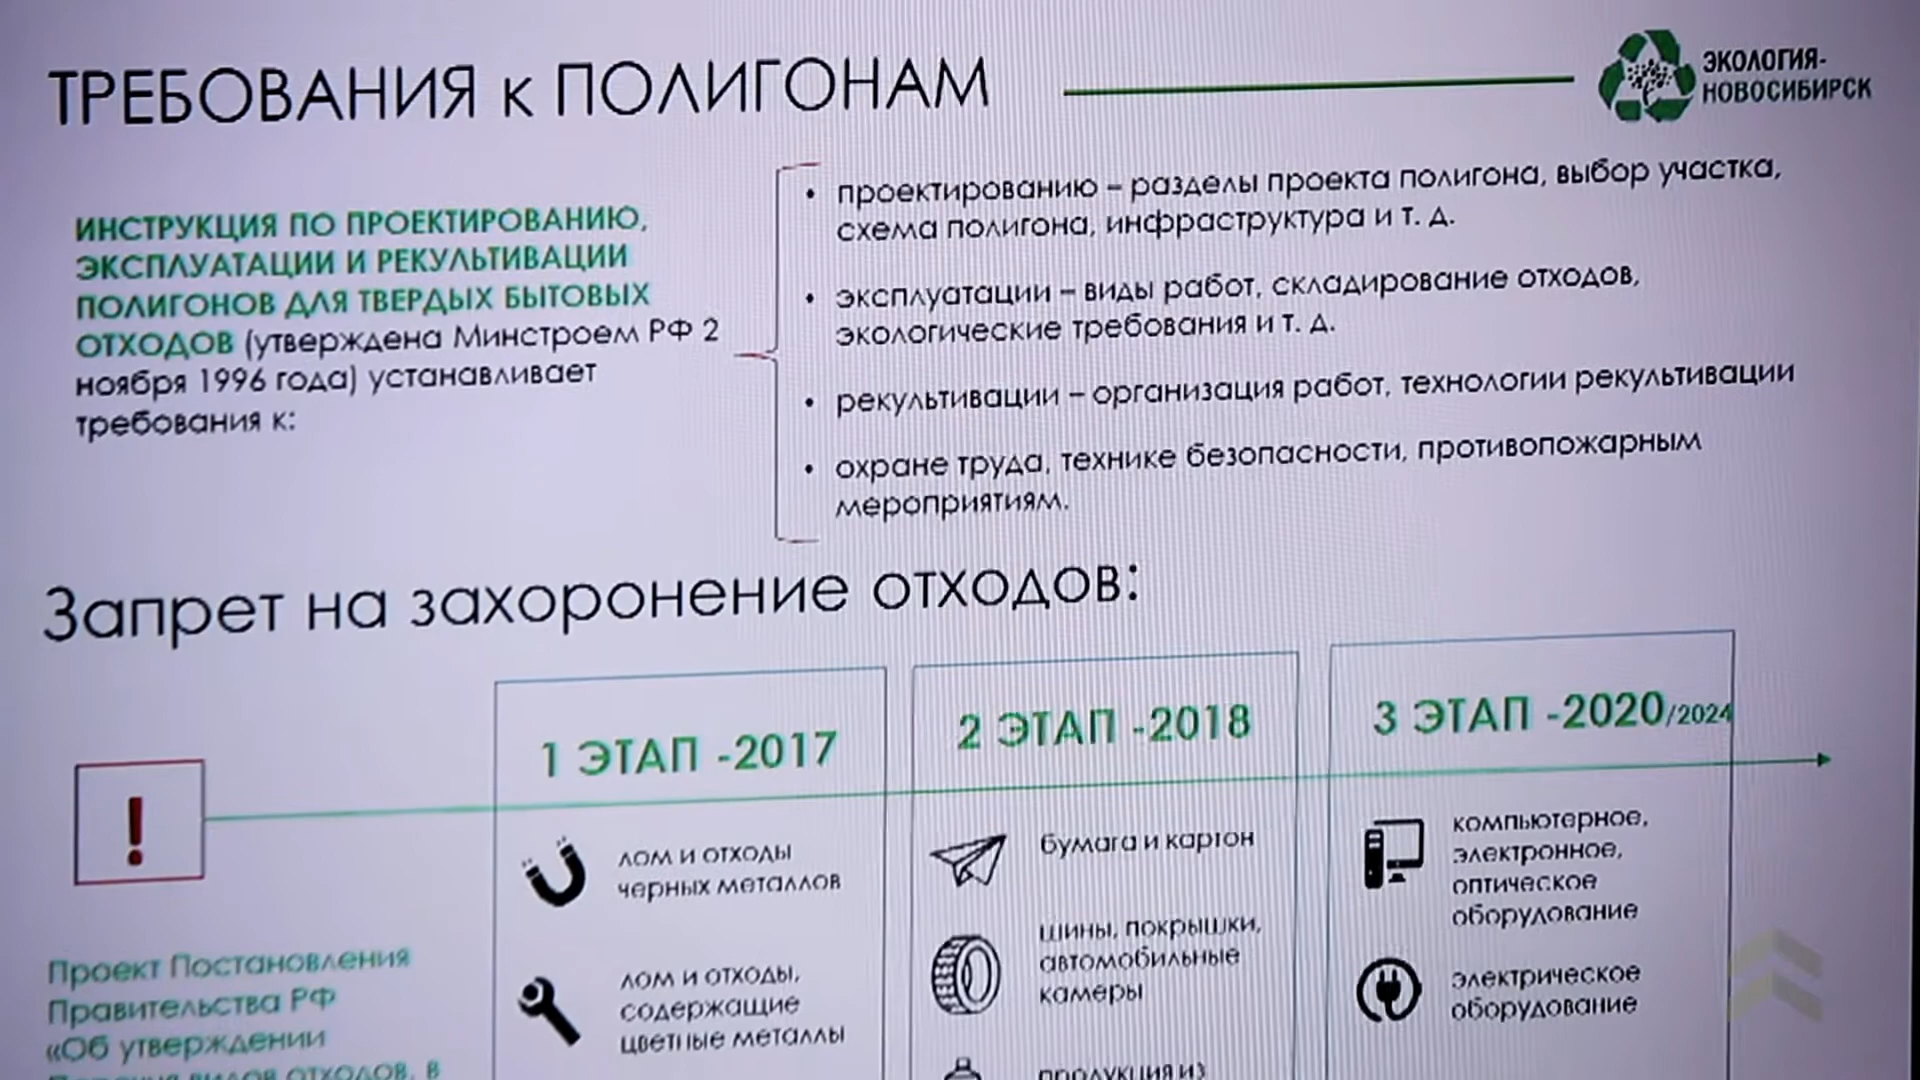 ТРЕБОВАНИЯ к ПОЛИГОНАМ
ЭКОЛОГИЯ-
НОВОСИБИРСК
ИНСТРУКЦИЯ ПО ПРОЕКТИРОВАНИЮ,
ЭКСПЛУАТАЦИИ И РЕКУЛЬТИВАЦИИ
ПОЛИГОНОВ ДЛЯ ТВЕРДЫХ БЫТОВЫХ
ОТХОДОВ (утверждена Минстроем РФ 2
ноября 1996 года) устанавливает
требования к:
• проектированию – разделы проекта полигона, выбор участка,
схема полигона, инфраструктура и т. д.
• эксплуатации – виды работ, складирование отходов,
экологические требования и т. д.
• рекультивации – организация работ, технологии рекультивации
• охране труда, технике безопасности, противопожарным
мероприятиям.
Запрет на захоронение отходов:
!
Проект Постановления
Правительства РФ
«Об утверждении
видов отходов, в
1 ЭТАП -2017
лом и отходы
черных металлов
лом и отходы,
содержащие
цветные металлы
2 ЭТАП -2018
бумага и картон
шины, покрышки,
автомобильные
камеры
продукция из
3 ЭТАП -2020/2024
компьютерное,
электронное,
оптическое
оборудование
электрическое
оборудование